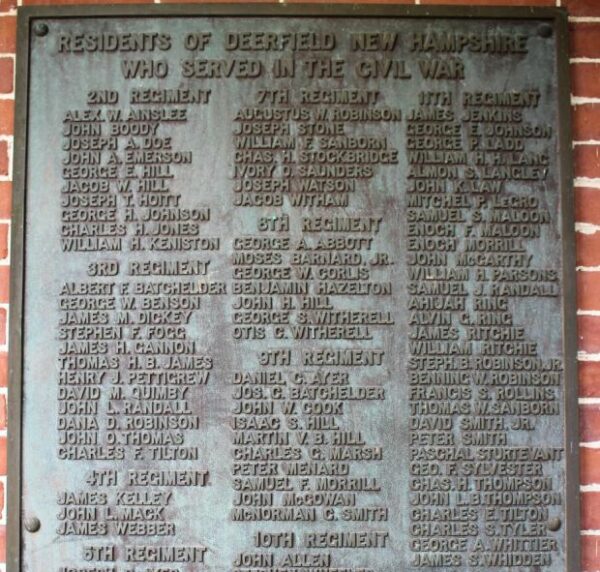 RESIDENTS OF DEERFIELD NEW HAMPSHIRE
WHO SERVED IN THE CIVIL WAR
2ND REGIMENT
ALEX. W. AINSLEE
JOHN BOODY
JOSEPH A. DOE
JOHN A. EMERSON
GEORGE E. HILL
JACOB W. HILL
JOSEPH T. HOITT
GEORGE H. JOHNSON
CHARLES H. JONES
WILLIAM H. KENISTON
3RD REGIMENT
ALBERT F. BATCHELDER
GEORGE W. BENSON
JAMES M. DICKEY
STEPHEN F. FOGG
JAMES H. GANNON
THOMAS H. B. JAMES
HENRY J. PETTIGREW
DAVID M. QUIMBY
JOHN L. RANDALL
DANA D. ROBINSON
JOHN O. THOMAS
CHARLES F. TILTON
4TH REGIMENT
JAMES KELLEY
JOHN L. MACK
JAMES WEBBER
5TH REGIMENT
7TH REGIMENT
AUGUSTUS W. ROBINSON
JOSEPH STONE
WILLIAM F. SANBORN
CHAS. H. STOCKBRIDGE
IVORY O. SAUNDERS
JOSEPH WATSON
JACOB WITHAM
8TH REGIMENT
GEORGE A. ABBOTT
MOSES BARNARD, JR.
GEORGE W. CORLIS
BENJAMIN HAZELTON
JOHN H. HILL
GEORGE S. WITHERELL
OTIS C. WITHERELL
9TH REGIMENT
DANIEL G. AYER
JOS. G. BATCHELDER
JOHN W. COOK
ISAAC S. HILL
MARTIN V. B. HILL
CHARLES G. MARSH
PETER MENARD
SAMUEL F. MORRILL
JOHN McGOWAN
McNORMAN G. SMITH
10TH REGIMENT
JOHN ALLEN
11TH REGIMENT
JAMES JENKINS
GEORGE E. JOHNSON
GEORGE P. LADD
WILLIAM H. H. LANG
ALMON S. LANGLEY
JOHN K. LAW
MITCHEL P. LEGRO
SAMUEL S. MALOON
ENOCH F. MALOON
ENOCH MORRILL
JOHN McCARTHY
WILLIAM H. PARSONS
SAMUEL J. RANDALL
AHIJAH RING
ALVIN G. RING
JAMES RITCHIE
WILLIAM RITCHIE
STEPH. B. ROBINSON, JR.
BENNING W. ROBINSON
FRANCIS S. ROLLINS
THOMAS W. SANBORN
DAVID SMITH, JR.
PETER SMITH
PASCHAL STURTEVANT
GEO. F. SYLVESTER
CHAS. H. THOMPSON
JOHN L. B. THOMPSON
CHARLES E. TILTON
CHARLES S. TYLER
GEORGE A. WHITTIER
JAMES S. WHIDDEN